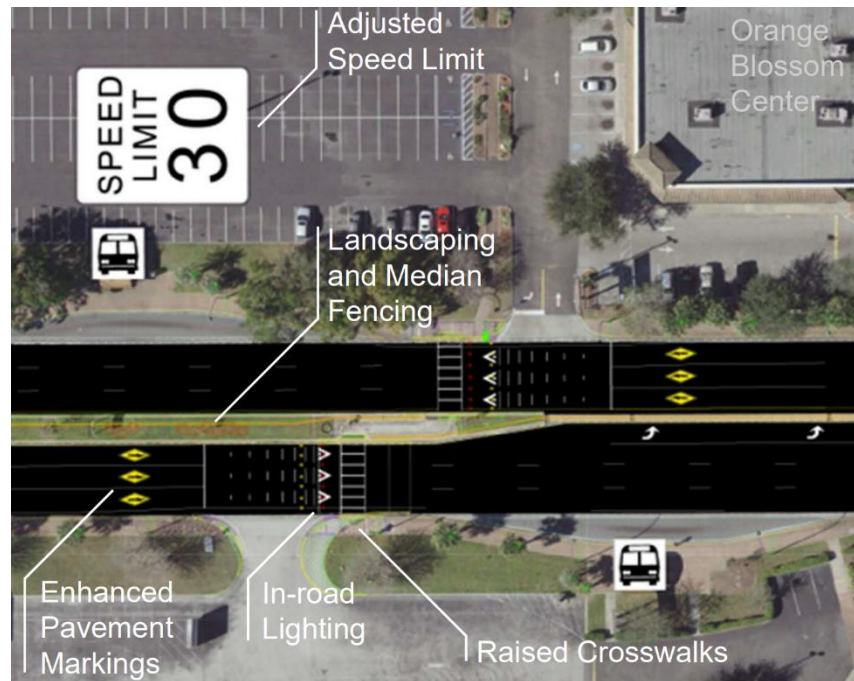 Adjusted
Speed Limit
Orange
Blossom
Center
SPEED
LIMIT
30
Landscaping
and Median
Fencing
Enhanced
Pavement
Markings
In-road
Lighting
Raised Crosswalks